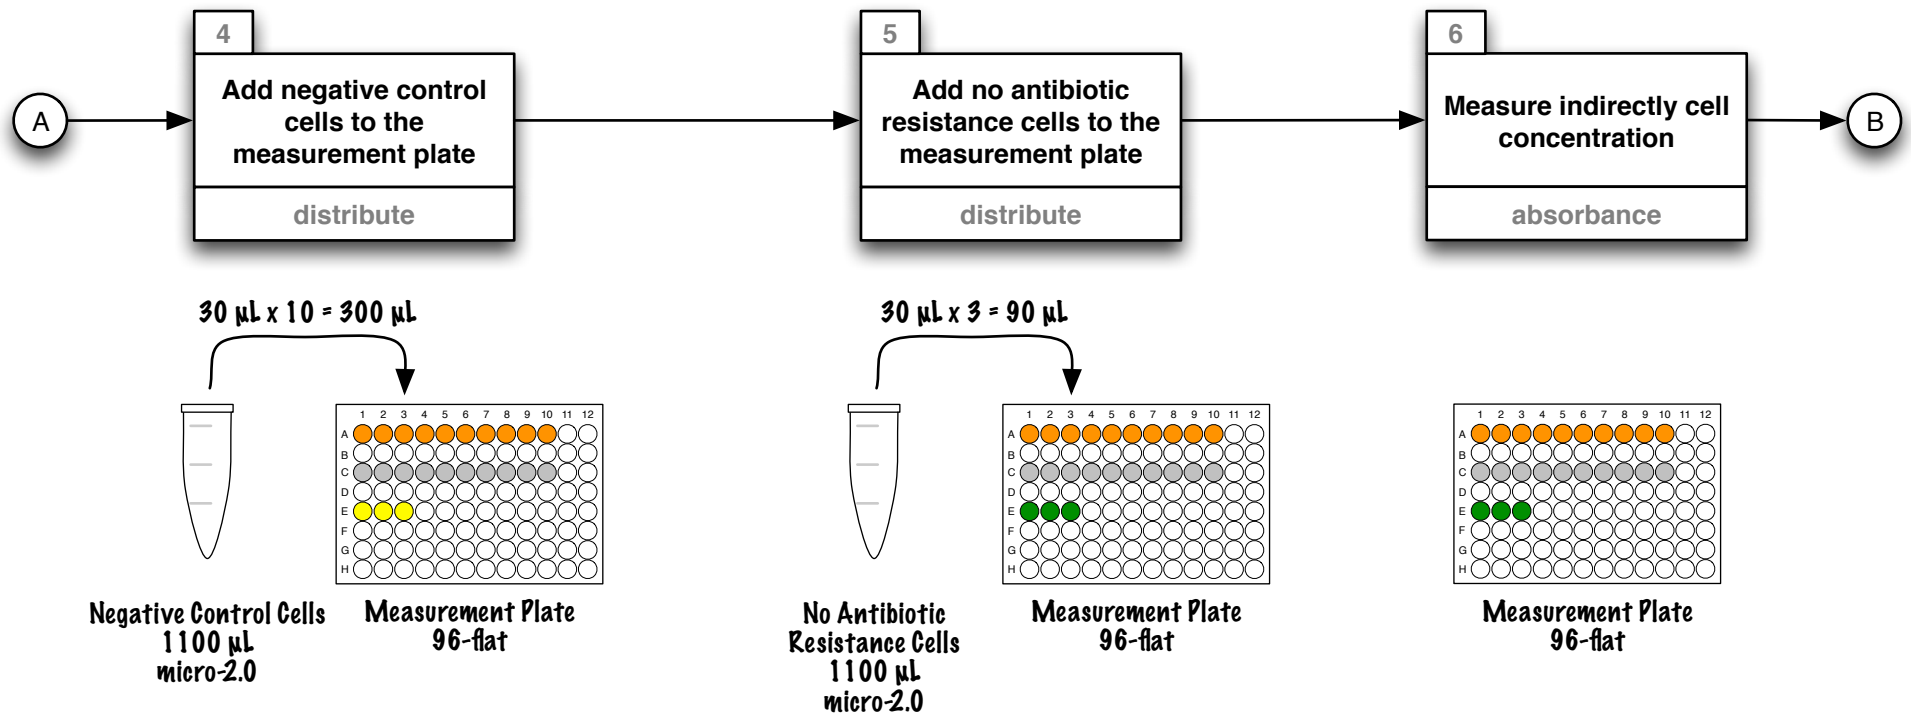 4
5
6
A
Add negative control
cells to the
measurement plate
distribute
Add no antibiotic
resistance cells to the
measurement plate
distribute
Measure indirectly cell
concentration
absorbance
B
30 µL x 10 = 300 µL
30 µL x 3 = 90 µL
1 2 3 4 5 6 7 8 9 10 11 12
A
B
C
D
E
F
G
H
1 2 3 4 5 6 7 8 9 10 11 12
A
B
C
D
E
F
G
H
1 2 3 4 5 6 7 8 9 10 11 12
A
B
C
D
E
F
G
H
Negative Control Cells
1100 µL
micro-2.0
Measurement Plate
96-flat
No Antibiotic
Resistance Cells
1100 µL
micro-2.0
Measurement Plate
96-flat
Measurement Plate
96-flat